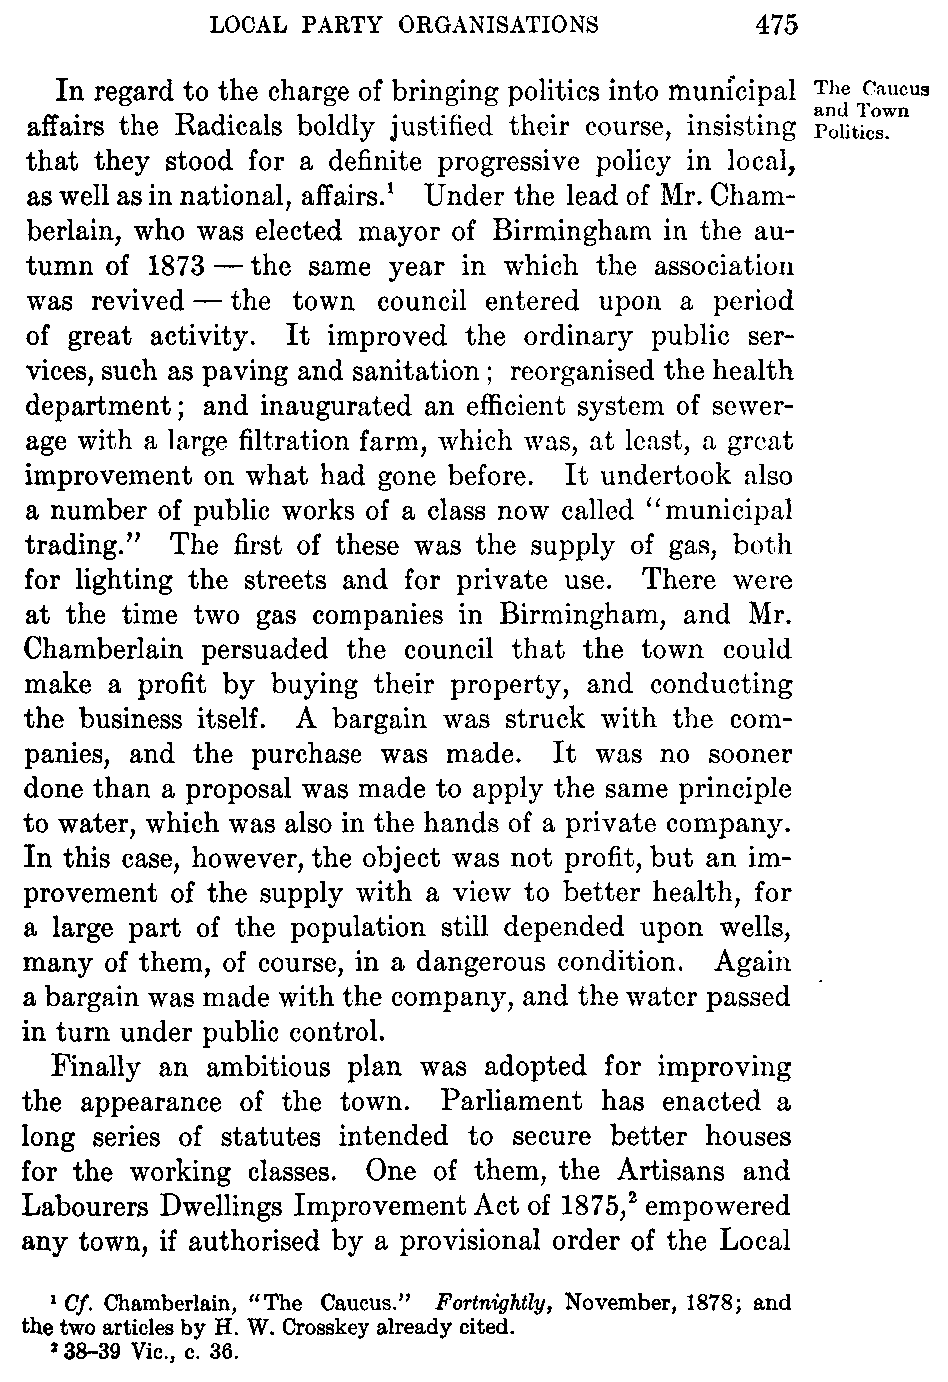 LOCAL PARTY ORGANISATIONS 475
In regard to the charge of bringing politics into municipal
affairs the Radicals boldly justified their course, insisting
that they stood for a definite progressive policy in local,
as well as in national, affairs.¹ Under the lead of Mr. Cham-
berlain, who was elected mayor of Birmingham in the au-
tumn of 1873 — the same year in which the association
was revived — the town council entered upon a period
of great activity. It improved the ordinary public ser-
vices, such as paving and sanitation; reorganised the health
department; and inaugurated an efficient system of sewer-
age with a large filtration farm, which was, at least, a great
improvement on what had gone before. It undertook also
a number of public works of a class now called "municipal
trading." The first of these was the supply of gas, both
for lighting the streets and for private use. There were
at the time two gas companies in Birmingham, and Mr.
Chamberlain persuaded the council that the town could
make a profit by buying their property, and conducting
the business itself. A bargain was struck with the com-
panies, and the purchase was made. It was no sooner
done than a proposal was made to apply the same principle
to water, which was also in the hands of a private company.
In this case, however, the object was not profit, but an im-
provement of the supply with a view to better health, for
a large part of the population still depended upon wells,
many of them, of course, in a dangerous condition. Again
a bargain was made with the company, and the water passed
in turn under public control.
Finally an ambitious plan was adopted for improving
the appearance of the town. Parliament has enacted a
long series of statutes intended to secure better houses
for the working classes. One of them, the Artisans and
Labourers Dwellings Improvement Act of 1875,² empowered
any town, if authorised by a provisional order of the Local
The Caucus
and Town
Politics.
¹ Cf. Chamberlain, "The Caucus." Fortnightly, November, 1878; and
the two articles by H. W. Crosskey already cited.
² 38–39 Vic., c. 36.